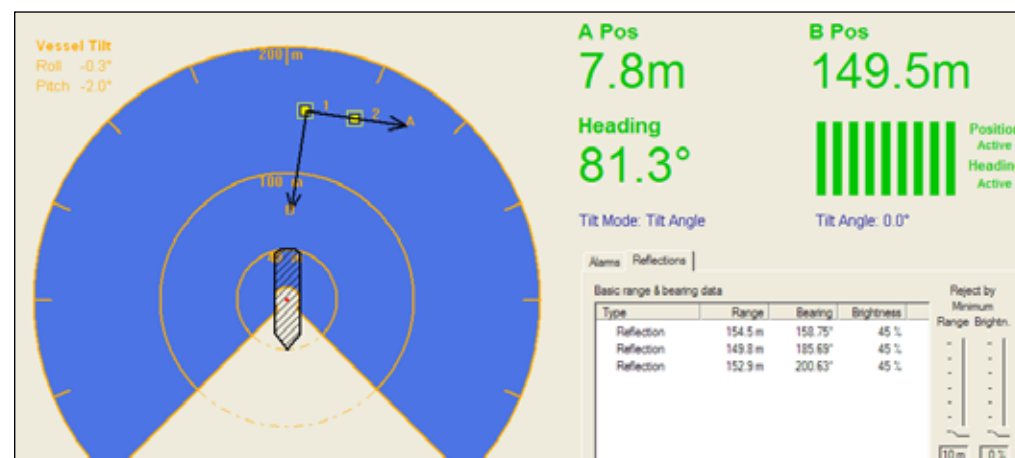 Vessel Tilt
Roll -0.3°
Pitch -2.0°
200 m
1
2
A
100 m
A Pos
7.8m
B Pos
149.5m
Heading
81.3°
Position
Active
Heading
Active
Tilt Mode: Tilt Angle
Tilt Angle: 0.0°
Alarms Reflections
Basic range & bearing data
Type Range Bearing Brightness
Reflection 154.5 m 158.75° 45 %
Reflection 149.8 m 185.69° 45 %
Reflection 152.9 m 200.63° 45 %
Reject by
Minimum
Range Brightn.
10 m 0 %